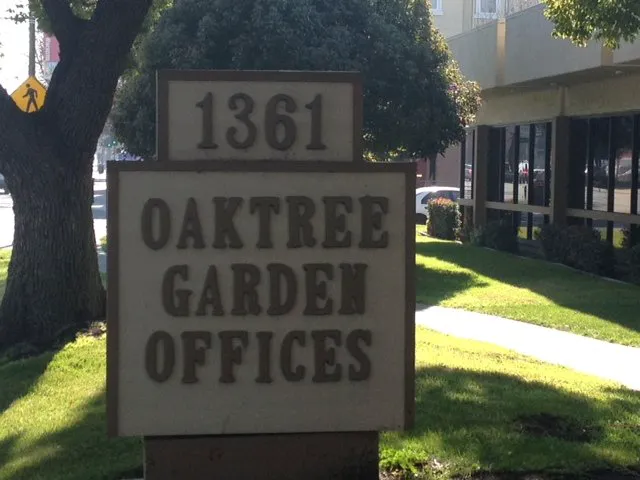 1361
OAKTREE
GARDEN
OFFICES